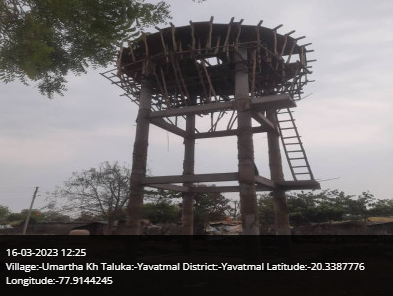 16-03-2023 12:25
Village:-Umartha Kh Taluka:-Yavatmal District:-Yavatmal Latitude:-20.3387776
Longitude:-77.9144245